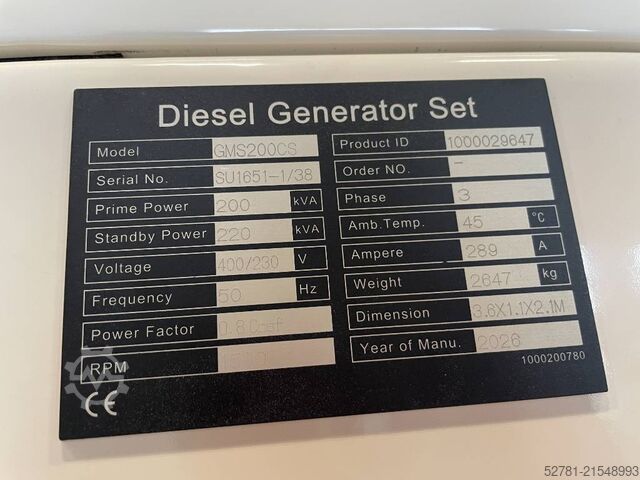 Diesel Generator Set
Model GMS200CS
Serial No. SU1651-1/38
Prime Power 200 kVA
Standby Power 220 kVA
Voltage 400/230 V
Frequency 50 Hz
Power Factor 0.8
RPM
CE
Product ID 1000029647
Order NO. -
Phase 3
Amb.Temp. 45 °C
Ampere 289 A
Weight 2647 kg
Dimension 3.6X1.1X2.1M
Year of Manu. 2026
1000200780
52781-21548993